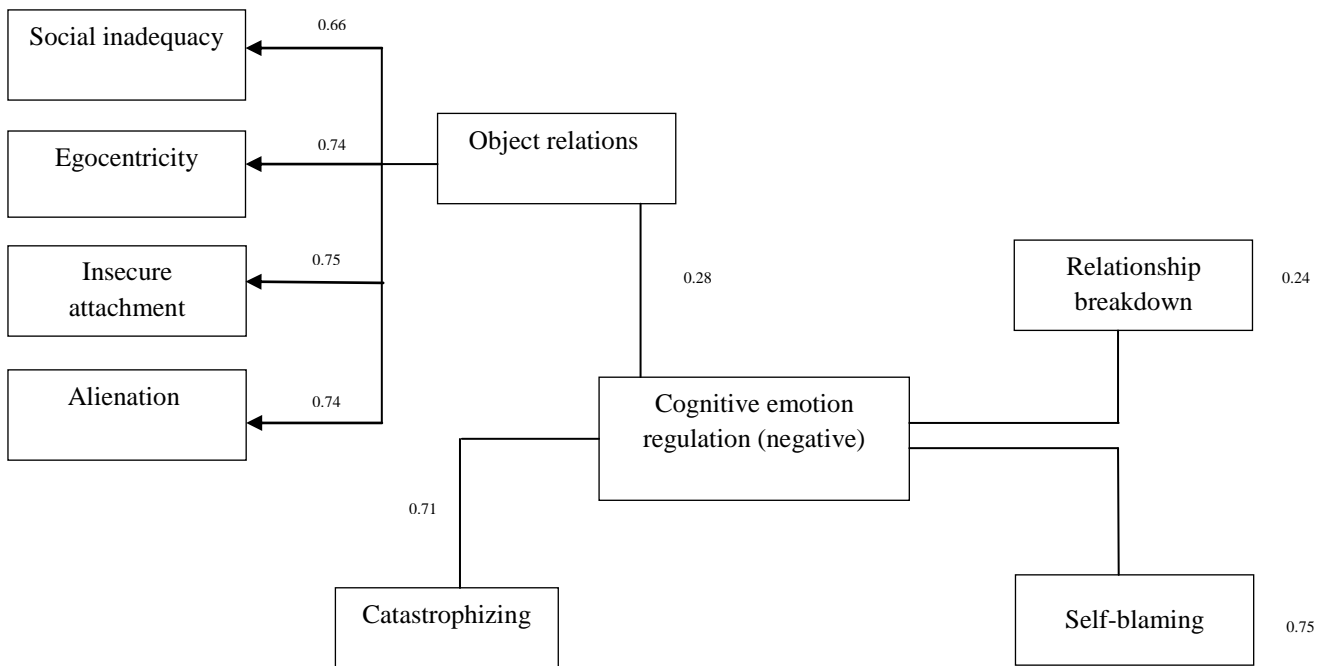 Social inadequacy
0.66
Egocentricity
0.74
Object relations
Insecure
attachment
0.75
0.28
Relationship
breakdown
0.24
Alienation
0.74
Cognitive emotion
regulation (negative)
0.71
Catastrophizing
Self-blaming
0.75